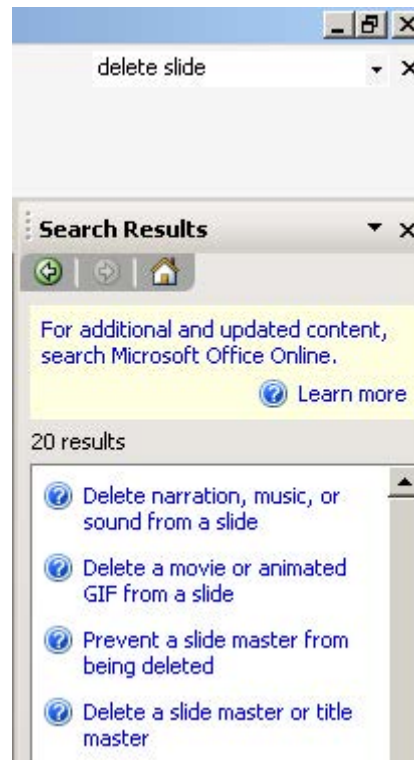 delete slide
Search Results
For additional and updated content,
search Microsoft Office Online.
Learn more
20 results
Delete narration, music, or
sound from a slide
Delete a movie or animated
GIF from a slide
Prevent a slide master from
being deleted
Delete a slide master or title
master